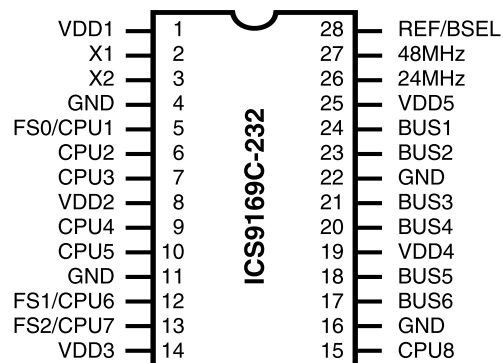 VDD1 1 28 REF/BSEL
X1 2 27 48MHz
X2 3 26 24MHz
GND 4 25 VDD5
FS0/CPU1 5 24 BUS1
CPU2 6 23 BUS2
CPU3 7 22 GND
VDD2 8 21 BUS3
CPU4 9 20 BUS4
CPU5 10 19 VDD4
GND 11 18 BUS5
FS1/CPU6 12 17 BUS6
FS2/CPU7 13 16 GND
VDD3 14 15 CPU8
ICS9169C-232